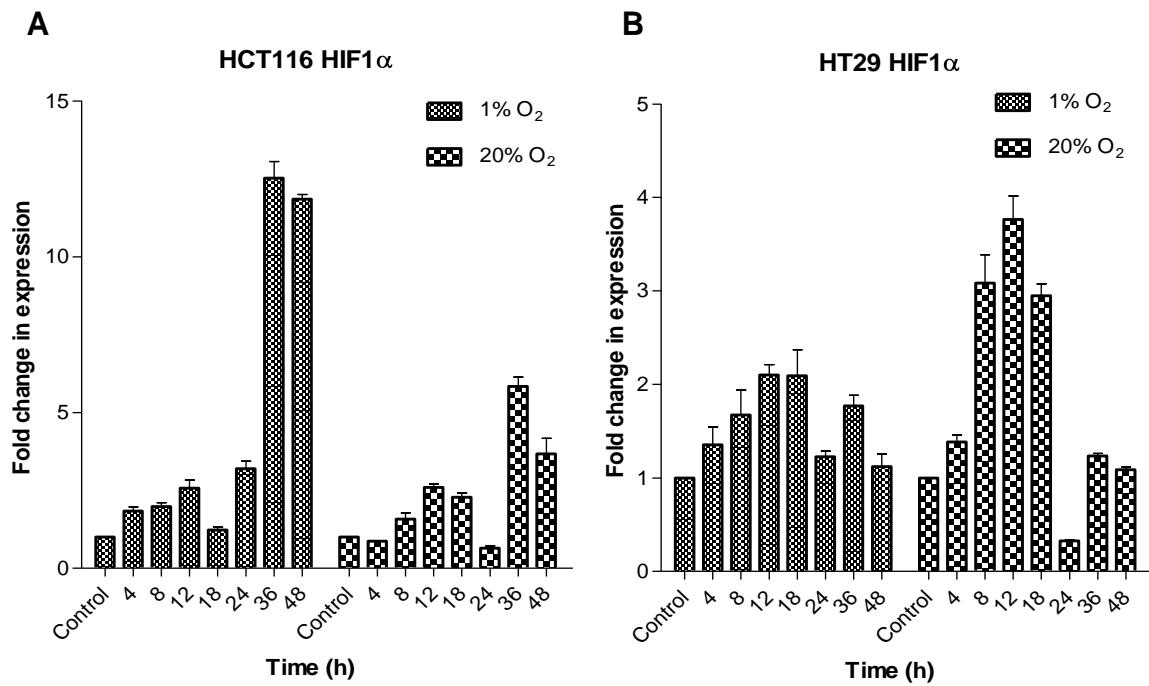 A
HCT116 HIF1α
15
10
5
0
Fold change in expression
1% O₂
20% O₂
Control 4 8 12 18 24 36 48 Control 4 8 12 18 24 36 48
Time (h)
B
HT29 HIF1α
5
4
3
2
1
0
Fold change in expression
1% O₂
20% O₂
Control 4 8 12 18 24 36 48 Control 4 8 12 18 24 36 48
Time (h)